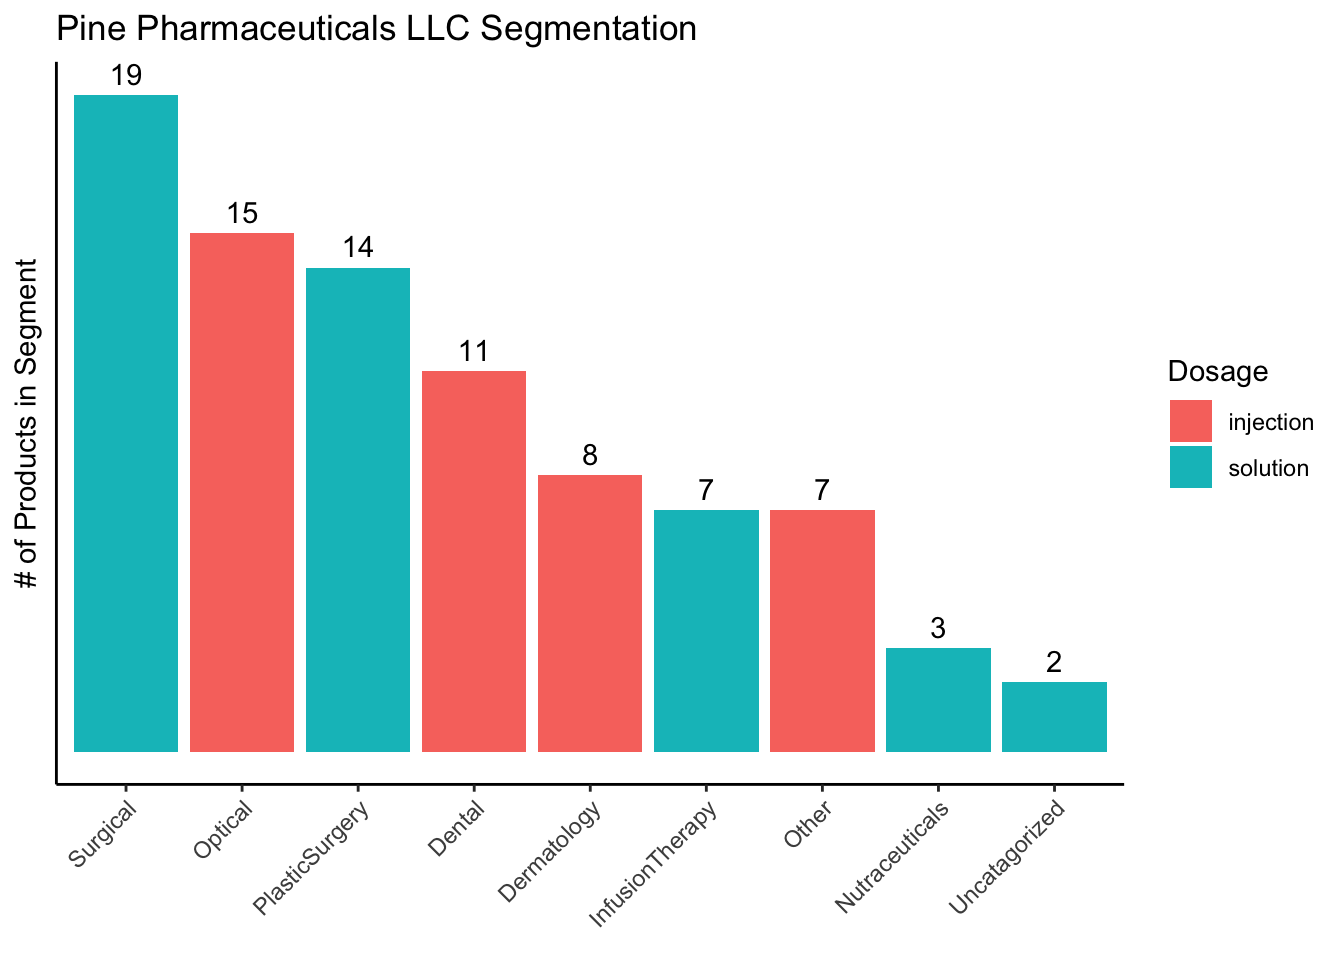 Pine Pharmaceuticals LLC Segmentation
# of Products in Segment
19
15
14
11
8
7
7
3
2
Surgical
Optical
PlasticSurgery
Dental
Dermatology
InfusionTherapy
Other
Nutraceuticals
Uncatagorized
Dosage
injection
solution